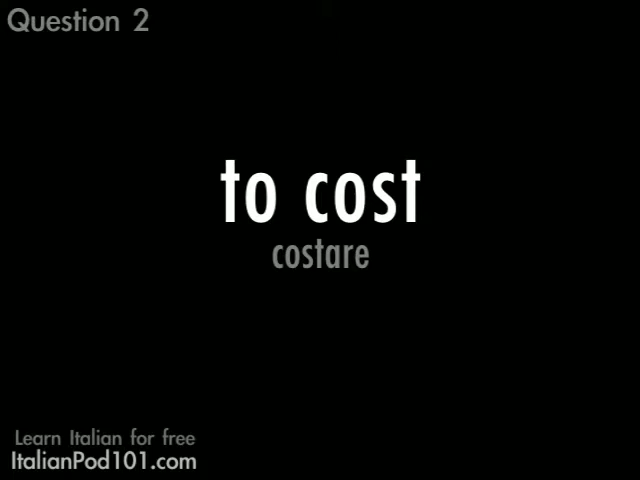 Question 2
to cost
costare
Learn Italian for free
ItalianPod101.com